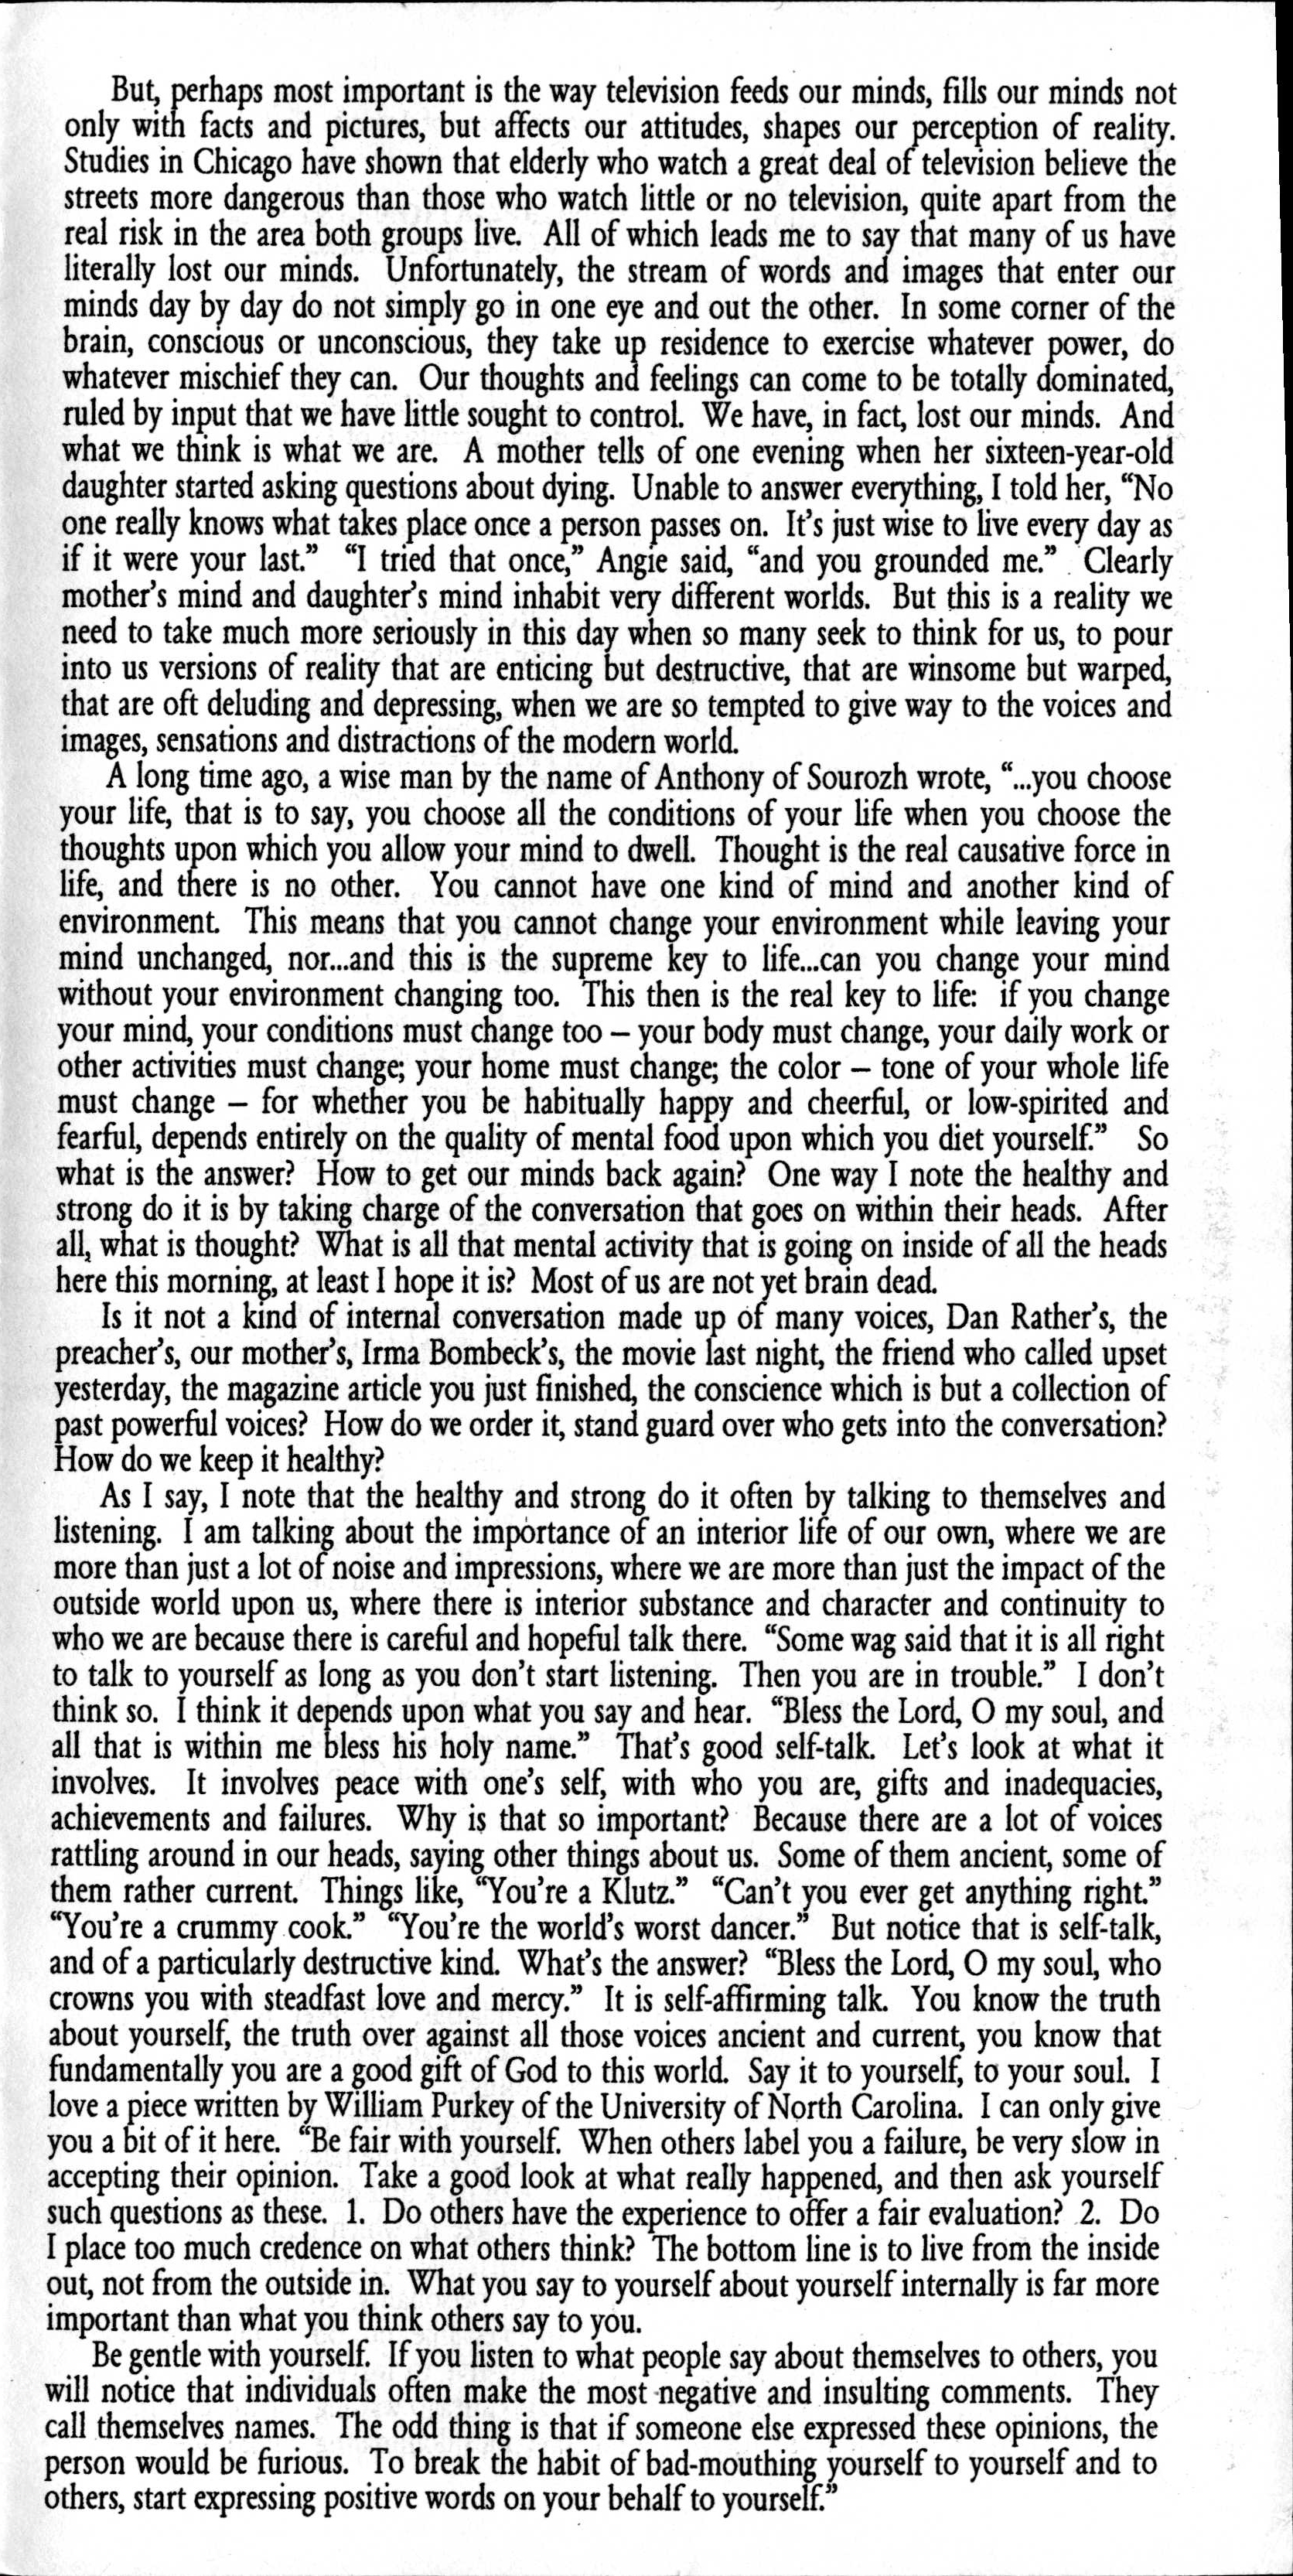 But, perhaps most important is the way television feeds our minds, fills our minds not
only with facts and pictures, but affects our attitudes, shapes our perception of reality.
Studies in Chicago have shown that elderly who watch a great deal of television believe the
streets more dangerous than those who watch little or no television, quite apart from the
real risk in the area both groups live. All of which leads me to say that many of us have
literally lost our minds. Unfortunately, the stream of words and images that enter our
minds day by day do not simply go in one eye and out the other. In some corner of the
brain, conscious or unconscious, they take up residence to exercise whatever power, do
whatever mischief they can. Our thoughts and feelings can come to be totally dominated,
ruled by input that we have little sought to control. We have, in fact, lost our minds. And
what we think is what we are. A mother tells of one evening when her sixteen-year-old
daughter started asking questions about dying. Unable to answer everything, I told her, “No
one really knows what takes place once a person passes on. It’s just wise to live every day as
if it were your last.” “I tried that once,” Angie said, “and you grounded me.” Clearly
mother’s mind and daughter’s mind inhabit very different worlds. But this is a reality we
need to take much more seriously in this day when so many seek to think for us, to pour
into us versions of reality that are enticing but destructive, that are winsome but warped,
that are oft deluding and depressing, when we are so tempted to give way to the voices and
images, sensations and distractions of the modern world.
A long time ago, a wise man by the name of Anthony of Sourozh wrote, “...you choose
your life, that is to say, you choose all the conditions of your life when you choose the
thoughts upon which you allow your mind to dwell. Thought is the real causative force in
life, and there is no other. You cannot have one kind of mind and another kind of
environment. This means that you cannot change your environment while leaving your
mind unchanged, nor...and this is the supreme key to life...can you change your mind
without your environment changing too. This then is the real key to life: if you change
your mind, your conditions must change too – your body must change, your daily work or
other activities must change; your home must change; the color – tone of your whole life
must change – for whether you be habitually happy and cheerful, or low-spirited and
fearful, depends entirely on the quality of mental food upon which you diet yourself.” So
what is the answer? How to get our minds back again? One way I note the healthy and
strong do it is by taking charge of the conversation that goes on within their heads. After
all, what is thought? What is all that mental activity that is going on inside of all the heads
here this morning, at least I hope it is? Most of us are not yet brain dead.
Is it not a kind of internal conversation made up of many voices, Dan Rather’s, the
preacher’s, our mother’s, Irma Bombeck’s, the movie last night, the friend who called upset
yesterday, the magazine article you just finished, the conscience which is but a collection of
past powerful voices? How do we order it, stand guard over who gets into the conversation?
How do we keep it healthy?
As I say, I note that the healthy and strong do it often by talking to themselves and
listening. I am talking about the importance of an interior life of our own, where we are
more than just a lot of noise and impressions, where we are more than just the impact of the
outside world upon us, where there is interior substance and character and continuity to
who we are because there is careful and hopeful talk there. “Some wag said that it is all right
to talk to yourself as long as you don’t start listening. Then you are in trouble.” I don’t
think so. I think it depends upon what you say and hear. “Bless the Lord, O my soul, and
all that is within me bless his holy name.” That’s good self-talk. Let’s look at what it
involves. It involves peace with one’s self, with who you are, gifts and inadequacies,
achievements and failures. Why is that so important? Because there are a lot of voices
rattling around in our heads, saying other things about us. Some of them ancient, some of
them rather current. Things like, “You’re a Klutz.” “Can’t you ever get anything right.”
“You’re a crummy cook.” “You’re the world’s worst dancer.” But notice that is self-talk,
and of a particularly destructive kind. What’s the answer? “Bless the Lord, O my soul, who
crowns you with steadfast love and mercy.” It is self-affirming talk. You know the truth
about yourself, the truth over against all those voices ancient and current, you know that
fundamentally you are a good gift of God to this world. Say it to yourself, to your soul. I
love a piece written by William Purkey of the University of North Carolina. I can only give
you a bit of it here. “Be fair with yourself. When others label you a failure, be very slow in
accepting their opinion. Take a good look at what really happened, and then ask yourself
such questions as these. 1. Do others have the experience to offer a fair evaluation? 2. Do
I place too much credence on what others think? The bottom line is to live from the inside
out, not from the outside in. What you say to yourself about yourself internally is far more
important than what you think others say to you.
Be gentle with yourself. If you listen to what people say about themselves to others, you
will notice that individuals often make the most negative and insulting comments. They
call themselves names. The odd thing is that if someone else expressed these opinions, the
person would be furious. To break the habit of bad-mouthing yourself to yourself and to
others, start expressing positive words on your behalf to yourself.”